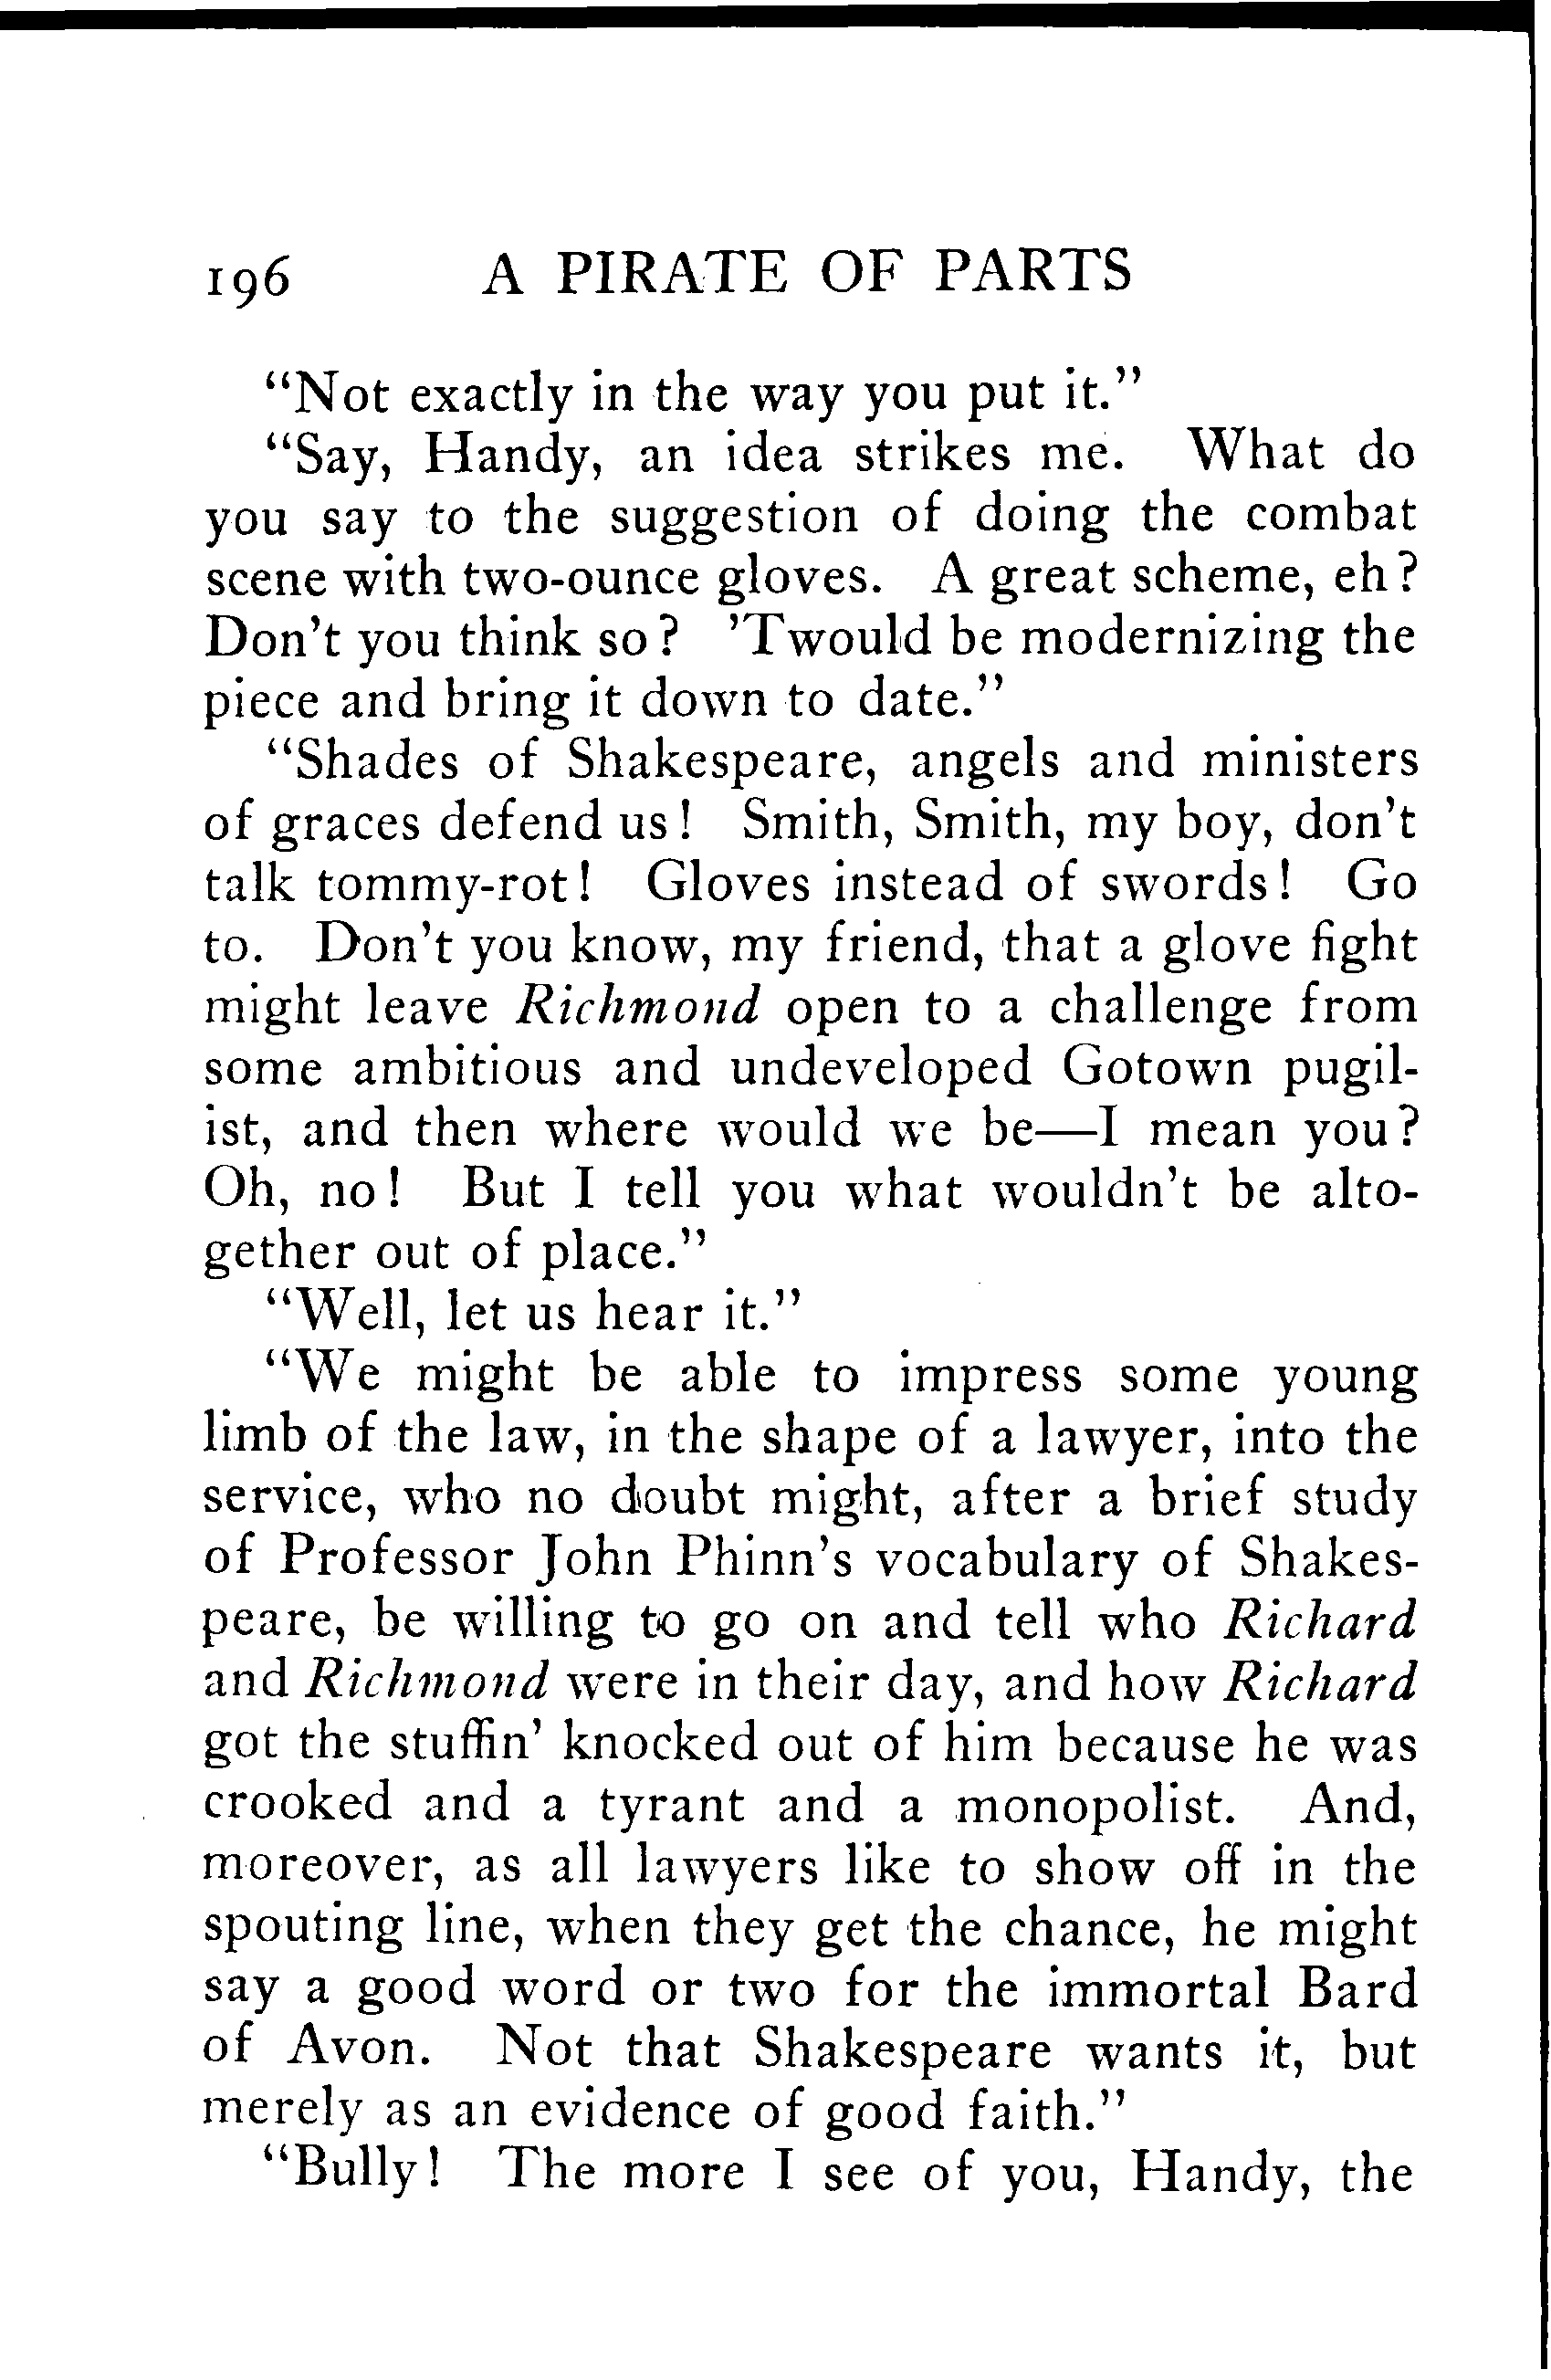 196 A PIRATE OF PARTS
"Not exactly in the way you put it."
"Say, Handy, an idea strikes me. What do
you say to the suggestion of doing the combat
scene with two-ounce gloves. A great scheme, eh?
Don't you think so? 'Twould be modernizing the
piece and bring it down to date."
"Shades of Shakespeare, angels and ministers
of graces defend us! Smith, Smith, my boy, don't
talk tommy-rot! Gloves instead of swords! Go
to. Don't you know, my friend, that a glove fight
might leave Richmond open to a challenge from
some ambitious and undeveloped Gotown pugil-
ist, and then where would we be—I mean you?
Oh, no! But I tell you what wouldn't be alto-
gether out of place."
"Well, let us hear it."
"We might be able to impress some young
limb of the law, in the shape of a lawyer, into the
service, who no doubt might, after a brief study
of Professor John Phinn's vocabulary of Shakes-
peare, be willing to go on and tell who Richard
and Richmond were in their day, and how Richard
got the stuffin' knocked out of him because he was
crooked and a tyrant and a monopolist. And,
moreover, as all lawyers like to show off in the
spouting line, when they get the chance, he might
say a good word or two for the immortal Bard
of Avon. Not that Shakespeare wants it, but
merely as an evidence of good faith."
"Bully! The more I see of you, Handy, the